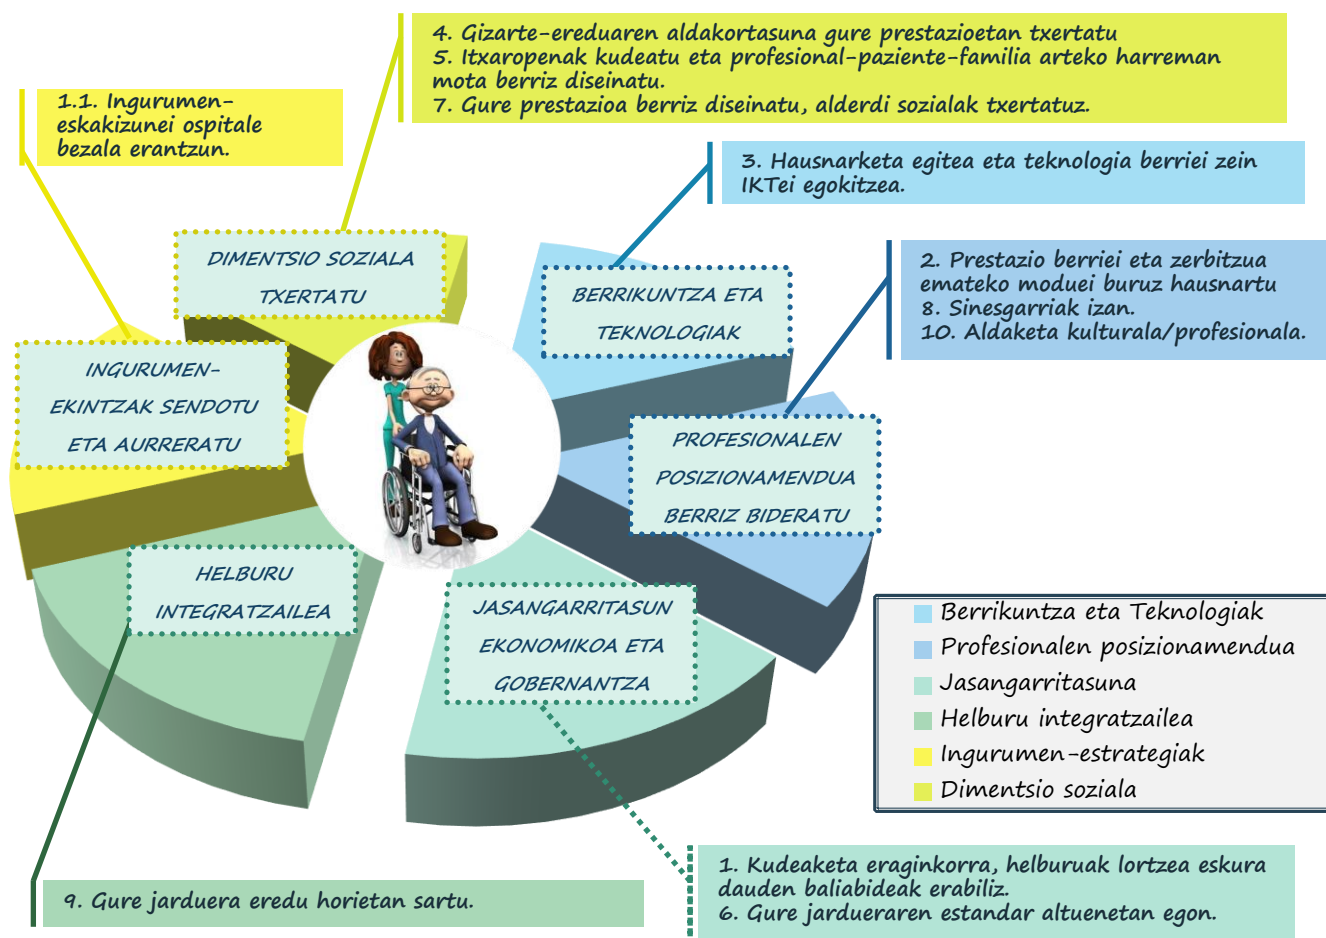 4. Gizarte-ereduaren aldakortasuna gure prestazioetan txertatu
5. Itxaropenak kudeatu eta profesional-paziente-familia arteko harreman
mota berriz diseinatu.
7. Gure prestazioa berriz diseinatu, alderdi sozialak txertatuz.
1.1. Ingurumen-
eskakizunei ospitale
bezala erantzun.
3. Hausnarketa egitea eta teknologia berriei zein
IKTei egokitzea.
2. Prestazio berriei eta zerbitzua
emateko moduei buruz hausnartu
8. Sinesgarriak izan.
10. Aldaketa kulturala/profesionala.
DIMENTSIO SOZIALA
TXERTATU
BERRIKUNTZA ETA
TEKNOLOGIAK
INGURUMEN-
EKINTZAK SENDOTU
ETA AURRERATU
PROFESIONALEN
POSIZIONAMENDUA
BERRIZ BIDERATU
HELBURU
INTEGRATZAILEA
JASANGARRITASUN
EKONOMIKOA ETA
GOBERNANTZA
Berrikuntza eta Teknologiak
Profesionalen posizionamendua
Jasangarritasuna
Helburu integratzailea
Ingurumen-estrategiak
Dimentsio soziala
9. Gure jarduera eredu horietan sartu.
1. Kudeaketa eraginkorra, helburuak lortzea eskura
dauden baliabideak erabiliz.
6. Gure jardueraren estandar altuenetan egon.